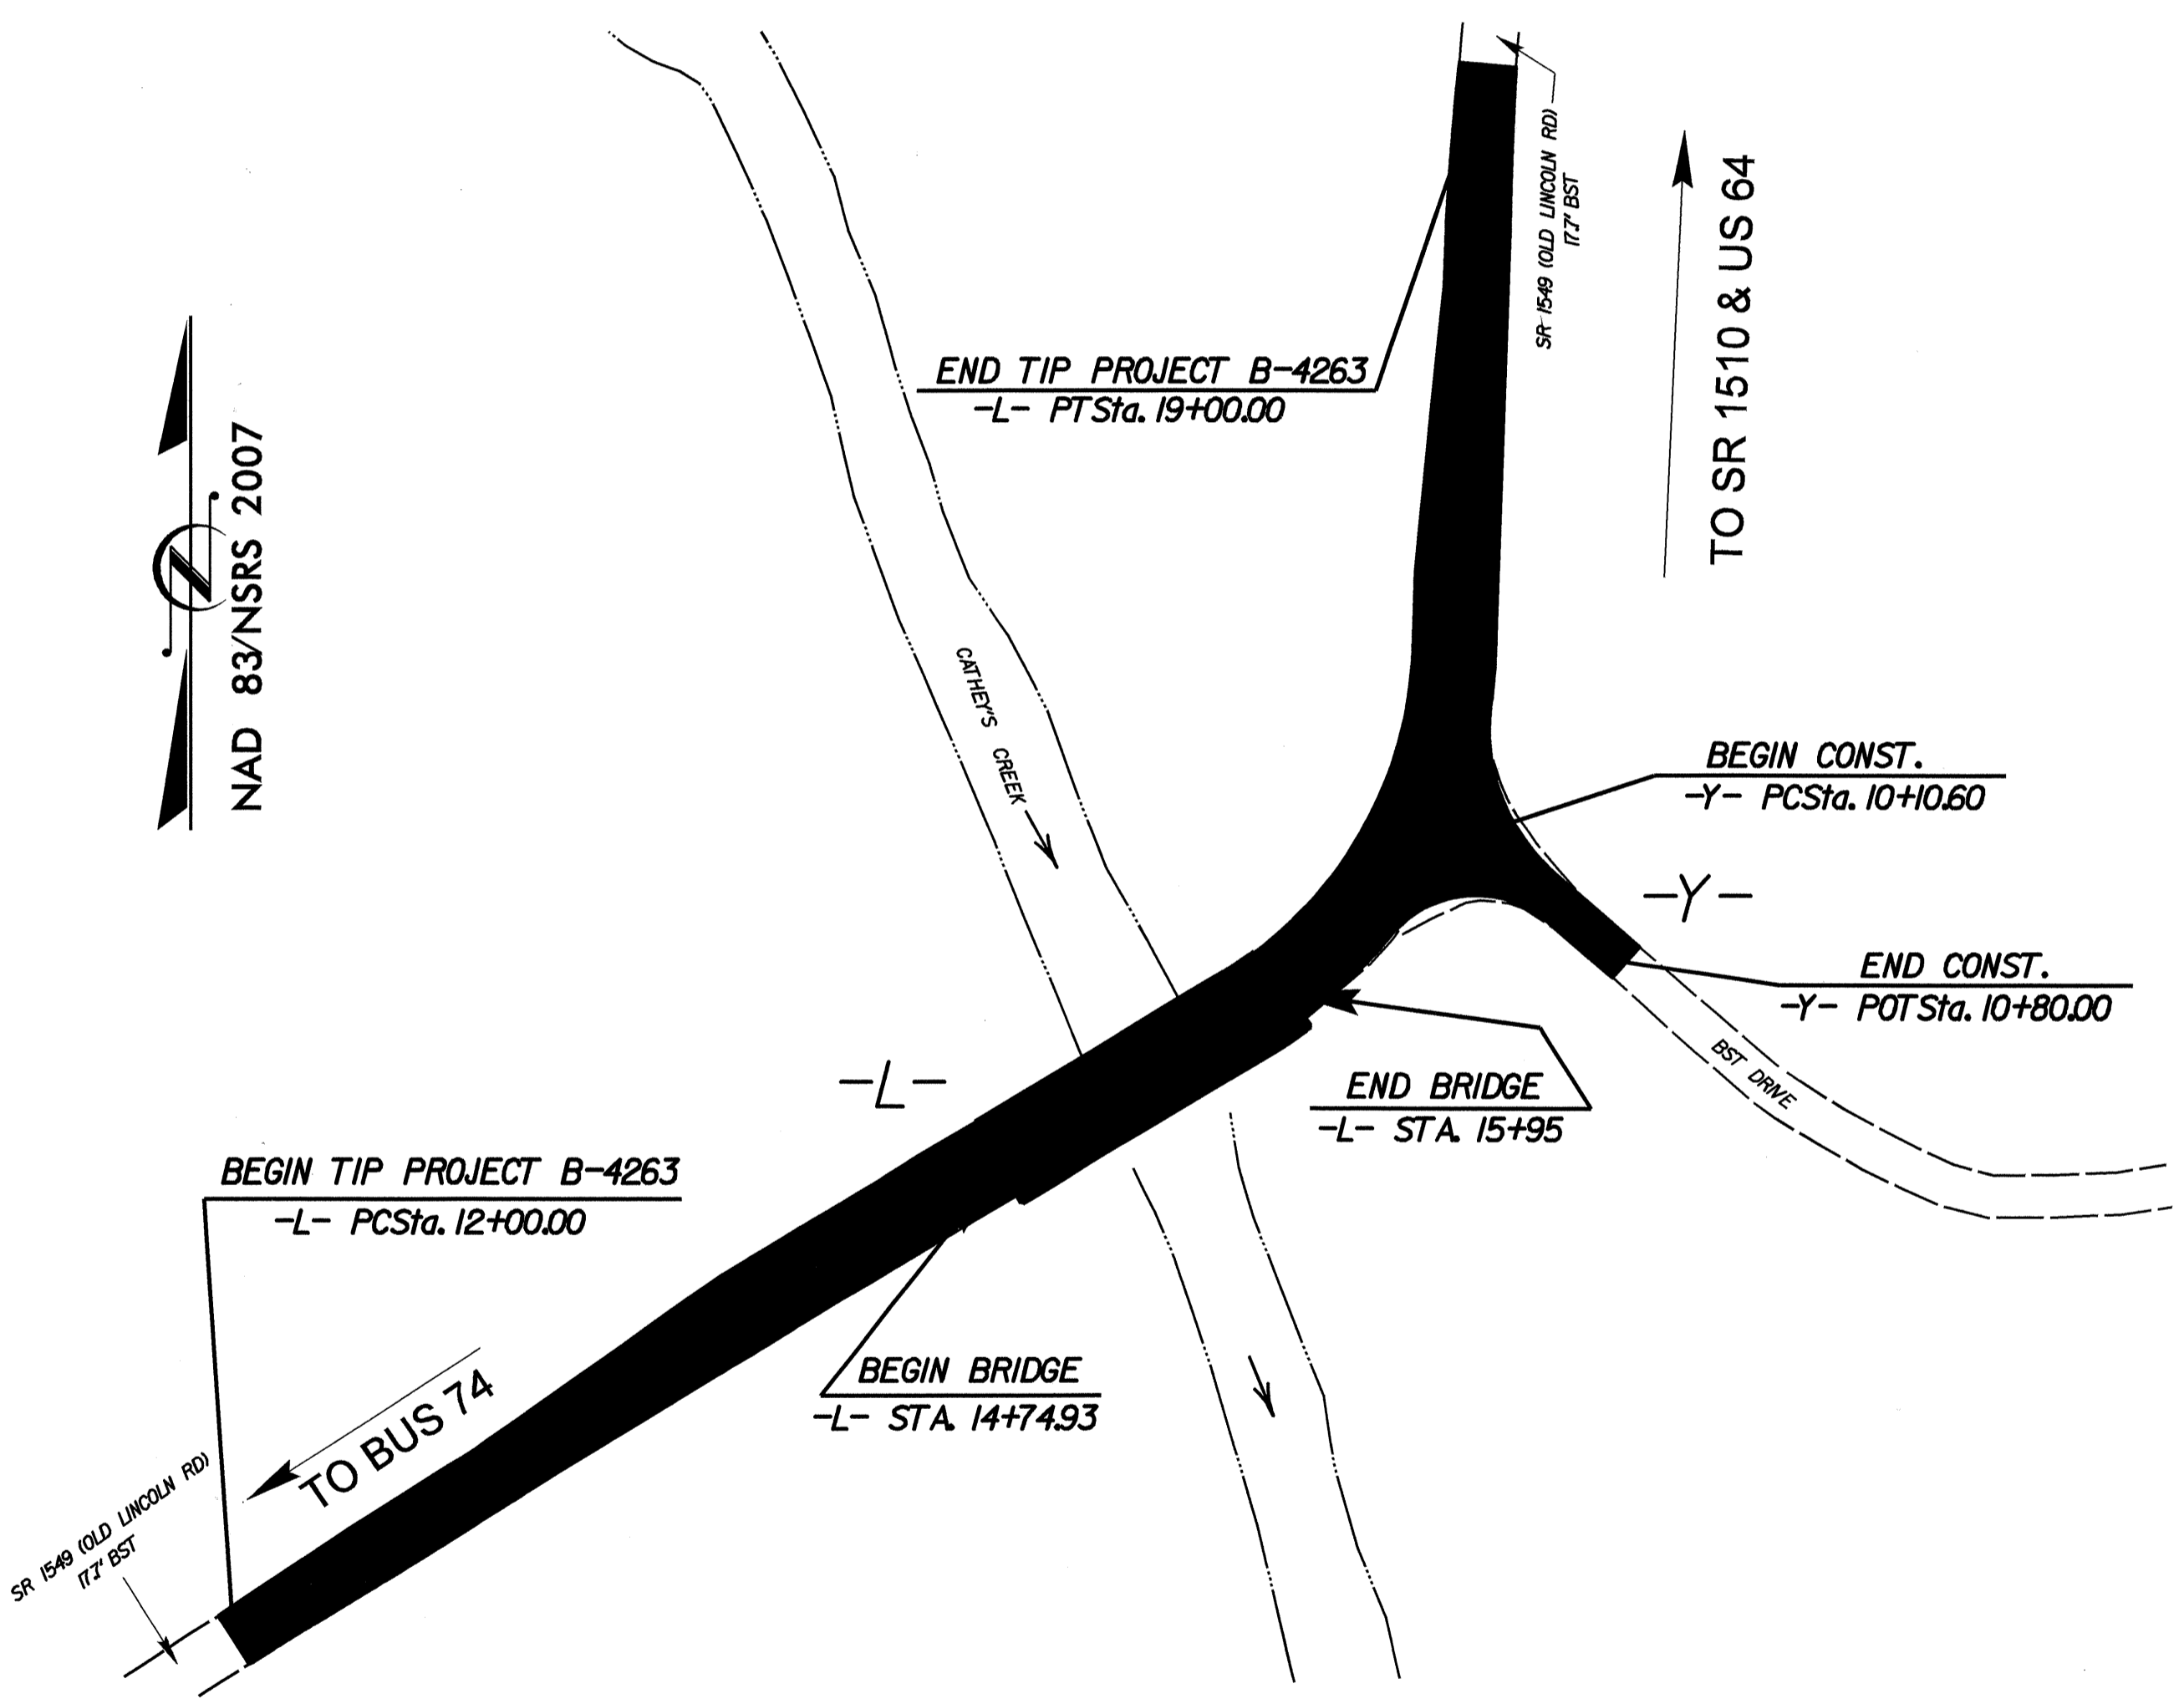 SR 1549 (OLD LINCOLN RD)
17.7' BST
TO SR 1510 & US 64
END TIP PROJECT B-4263
-L- PTSta. 19+00.00
N
NAD 83/NSRS 2007
CATHEY'S CREEK
BEGIN CONST.
-Y- PCSta. 10+10.60
-Y-
END CONST.
-Y- POTSta. 10+80.00
BST DRIVE
-L-
END BRIDGE
-L- STA. 15+95
BEGIN TIP PROJECT B-4263
-L- PCSta. 12+00.00
BEGIN BRIDGE
-L- STA. 14+74.93
TO BUS 74
SR 1549 (OLD LINCOLN RD)
17.7' BST